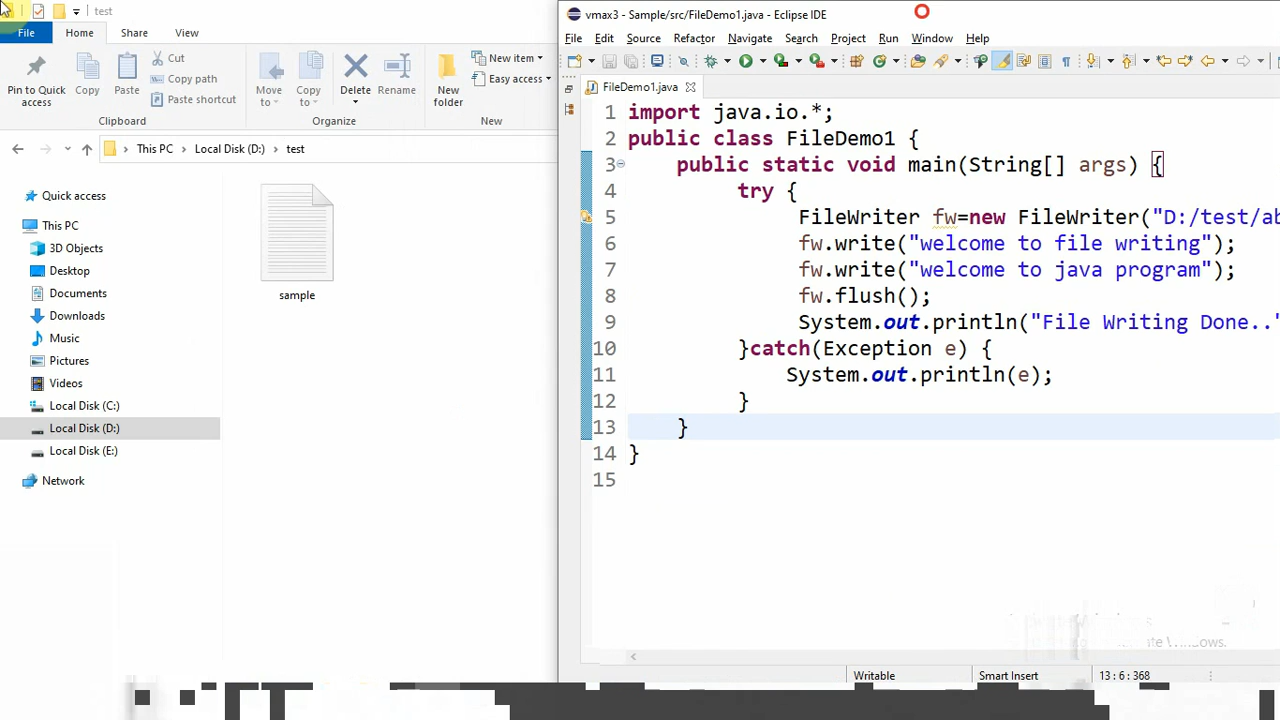 test
File
Home
Share
View
Pin to Quick access
Copy
Paste
Cut
Copy path
Paste shortcut
Clipboard
Move to
Copy to
Delete
Rename
Organize
New folder
New item
Easy access
New
This PC
Local Disk (D:)
test
Quick access
This PC
3D Objects
Desktop
Documents
Downloads
Music
Pictures
Videos
Local Disk (C:)
Local Disk (D:)
Local Disk (E:)
Network
sample
vmax3 - Sample/src/FileDemo1.java - Eclipse IDE
File Edit Source Refactor Navigate Search Project Run Window Help
FileDemo1.java
1 import java.io.*;
2 public class FileDemo1 {
3 public static void main(String[] args) {
4 try {
5 FileWriter fw=new FileWriter("D:/test/ab
6 fw.write("welcome to file writing");
7 fw.write("welcome to java program");
8 fw.flush();
9 System.out.println("File Writing Done.."
10 }catch(Exception e) {
11 System.out.println(e);
12 }
13 }
14 }
15
Windows.
Writable
Smart Insert
13 : 6 : 368